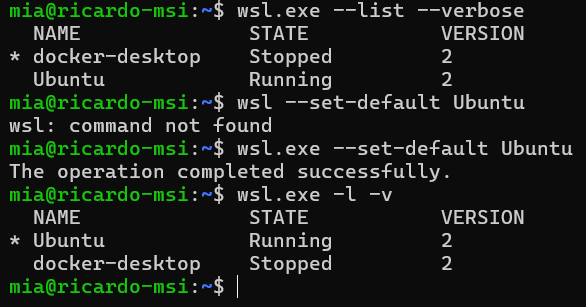 mia@ricardo-msi:~$ wsl.exe --list --verbose
  NAME              STATE           VERSION
* docker-desktop    Stopped         2
  Ubuntu            Running         2
mia@ricardo-msi:~$ wsl --set-default Ubuntu
wsl: command not found
mia@ricardo-msi:~$ wsl.exe --set-default Ubuntu
The operation completed successfully.
mia@ricardo-msi:~$ wsl.exe -l -v
  NAME              STATE           VERSION
* Ubuntu            Running         2
  docker-desktop    Stopped         2
mia@ricardo-msi:~$